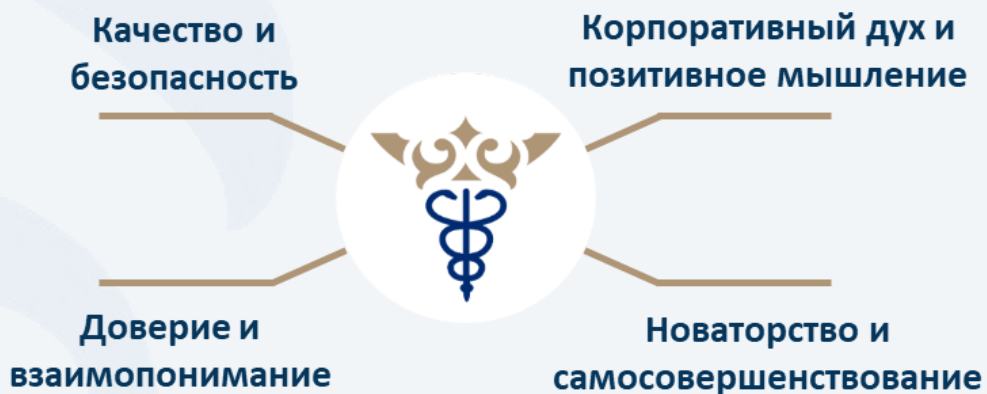 Качество и
безопасность
Корпоративный дух и
позитивное мышление
Доверие и
взаимопонимание
Новаторство и
самосовершенствование